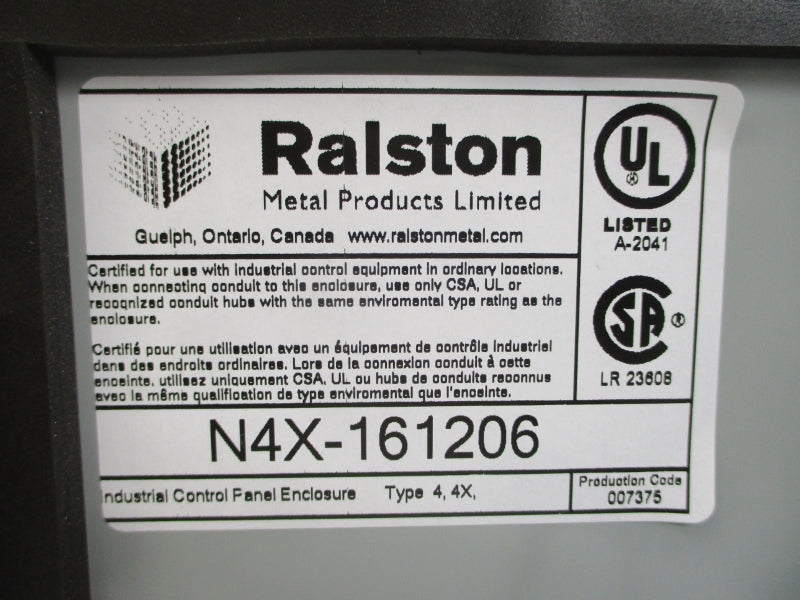 Ralston
Metal Products Limited
Guelph, Ontario, Canada www.ralstonmetal.com
UL
®
LISTED
A-2041
Certified for use with industrial control equipment in ordinary locations.
When connecting conduit to this enclosure, use only CSA, UL or
recognized conduit hubs with the same enviromental type rating as the
enclosure.
Certifié pour une utilisation avec un équipement de contrôle industriel
dans des endroits ordinaires. Lors de la connexion conduit à cette
enceinte, utilisez uniquement CSA, UL ou hubs de conduits reconnus
avec la même qualification de type enviromental que l'enceinte.
SA ®
LR 23608
N4X-161206
ndustrial Control Panel Enclosure Type 4, 4X,
Production Code
007375